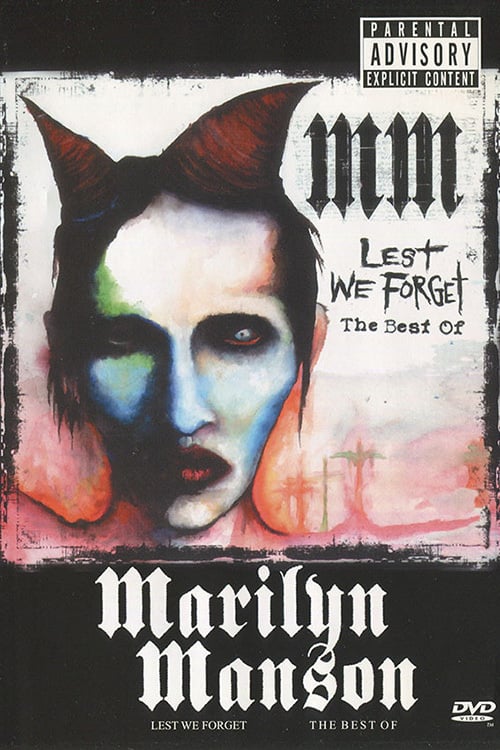 PARENTAL
ADVISORY
EXPLICIT CONTENT
mm
LEST
WE FORGET
The Best Of
Marilyn
Manson
LEST WE FORGET THE BEST OF
DVD
VIDEO
TM